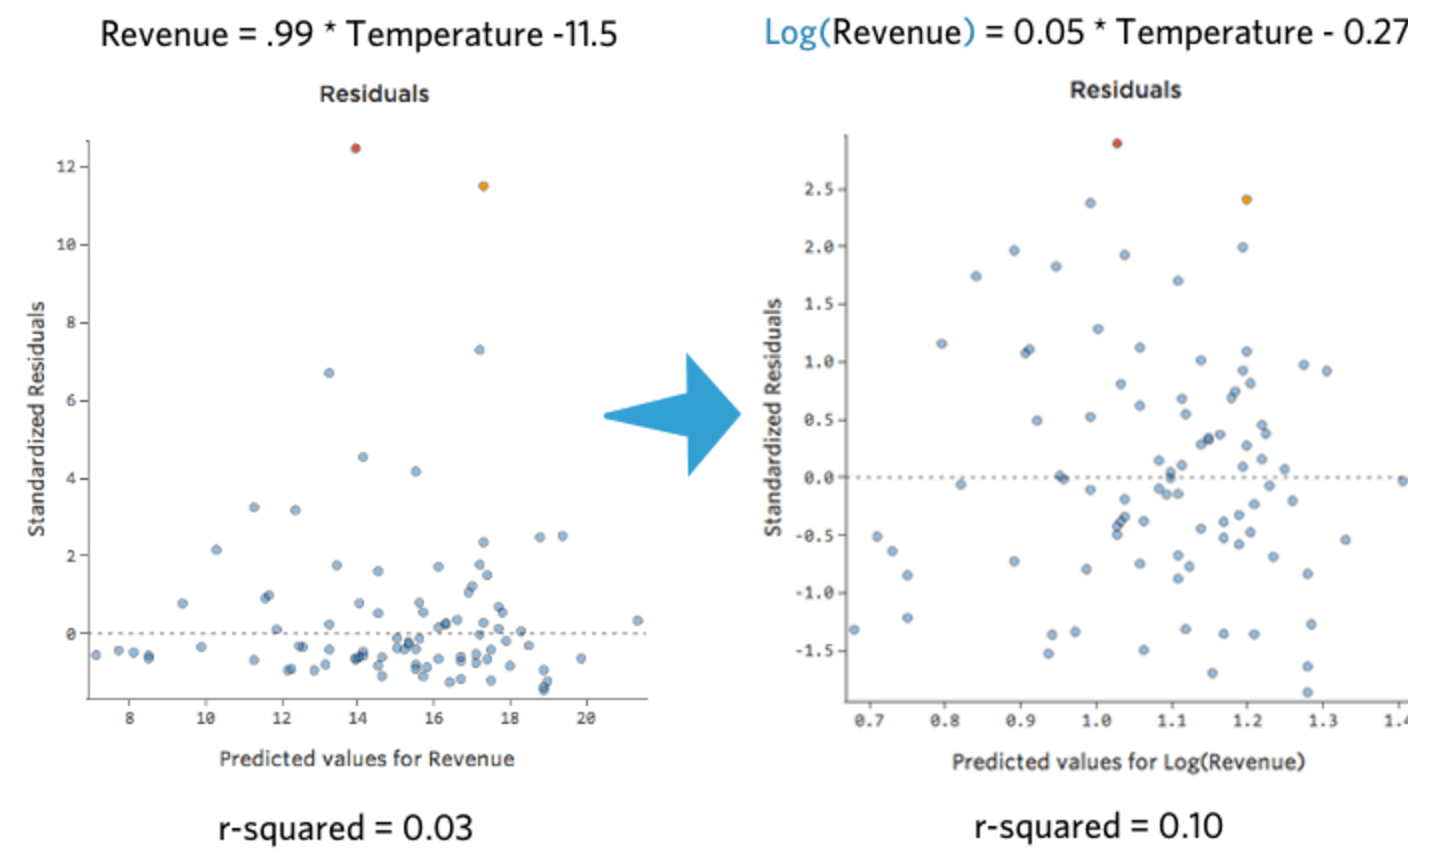 Revenue = .99 * Temperature -11.5
Residuals
Standardized Residuals
12
10
8
6
4
2
0
8 10 12 14 16 18 20
Predicted values for Revenue
r-squared = 0.03
Log(Revenue) = 0.05 * Temperature - 0.27
Residuals
Standardized Residuals
2.5
2.0
1.5
1.0
0.5
0.0
-0.5
-1.0
-1.5
0.7 0.8 0.9 1.0 1.1 1.2 1.3 1.4
Predicted values for Log(Revenue)
r-squared = 0.10